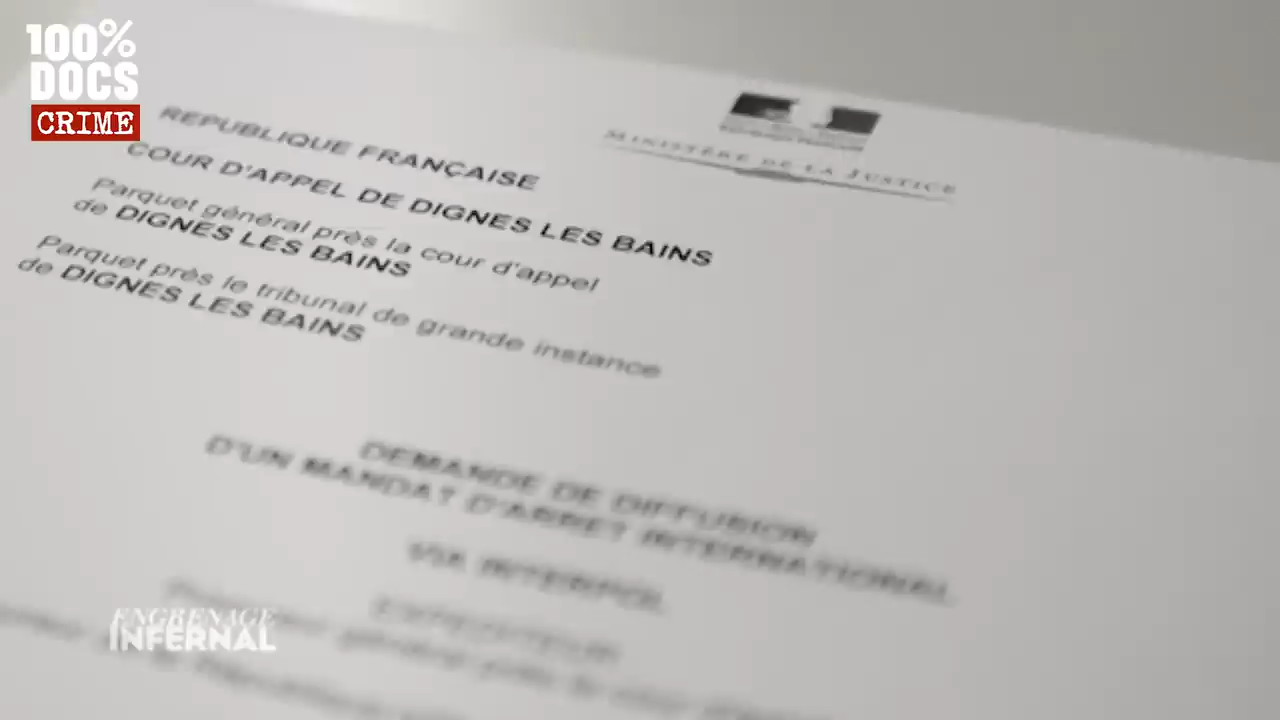 100%
DOCS
CRIME
REPUBLIQUE FRANÇAISE
COUR D'APPEL DE DIGNES LES BAINS
Parquet général près la cour d'appel
de DIGNES LES BAINS
Parquet près le tribunal de grande instance
de DIGNES LES BAINS
MINISTÈRE DE LA JUSTICE
DEMANDE DE DIFFUSION
D'UN MANDAT D'ARRET INTERNATIONAL
VIA INTERPOL
EXPEDITEUR
ENGRENAGE
INFERNAL